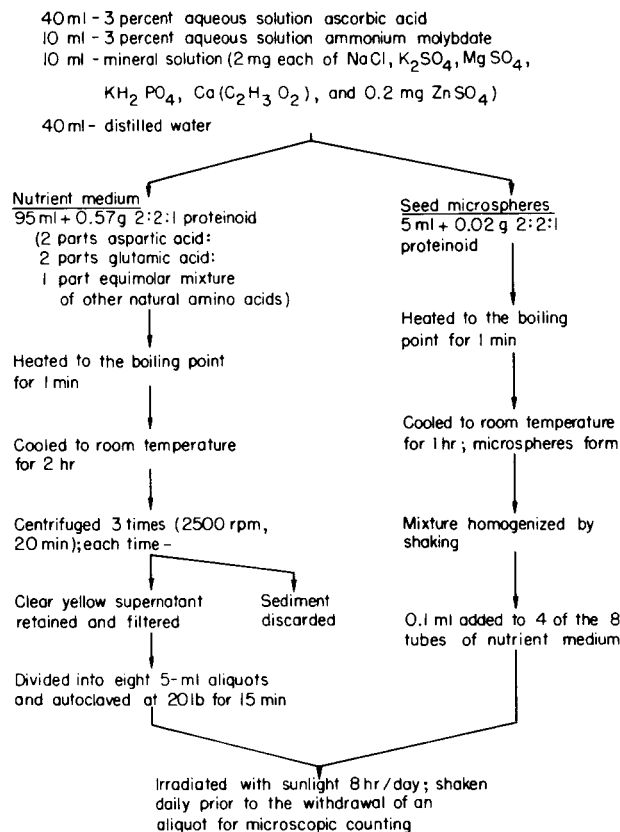 40 ml - 3 percent aqueous solution ascorbic acid
10 ml - 3 percent aqueous solution ammonium molybdate
10 ml - mineral solution (2 mg each of NaCl, K2SO4, Mg SO4,
KH2 PO4, Ca(C2H3 O2), and 0.2 mg ZnSO4)
40 ml - distilled water
Nutrient medium
95 ml + 0.57g 2:2:1 proteinoid
(2 parts aspartic acid:
2 parts glutamic acid:
1 part equimolar mixture
of other natural amino acids)
Heated to the boiling point
for 1 min
Cooled to room temperature
for 2 hr
Centrifuged 3 times (2500 rpm,
20 min); each time -
Clear yellow supernatant
retained and filtered
Sediment
discarded
Divided into eight 5-ml aliquots
and autoclaved at 20 lb for 15 min
Seed microspheres
5 ml + 0.02 g 2:2:1
proteinoid
Heated to the boiling
point for 1 min
Cooled to room temperature
for 1 hr; microspheres form
Mixture homogenized by
shaking
0.1 ml added to 4 of the 8
tubes of nutrient medium
Irradiated with sunlight 8 hr/day; shaken
daily prior to the withdrawal of an
aliquot for microscopic counting